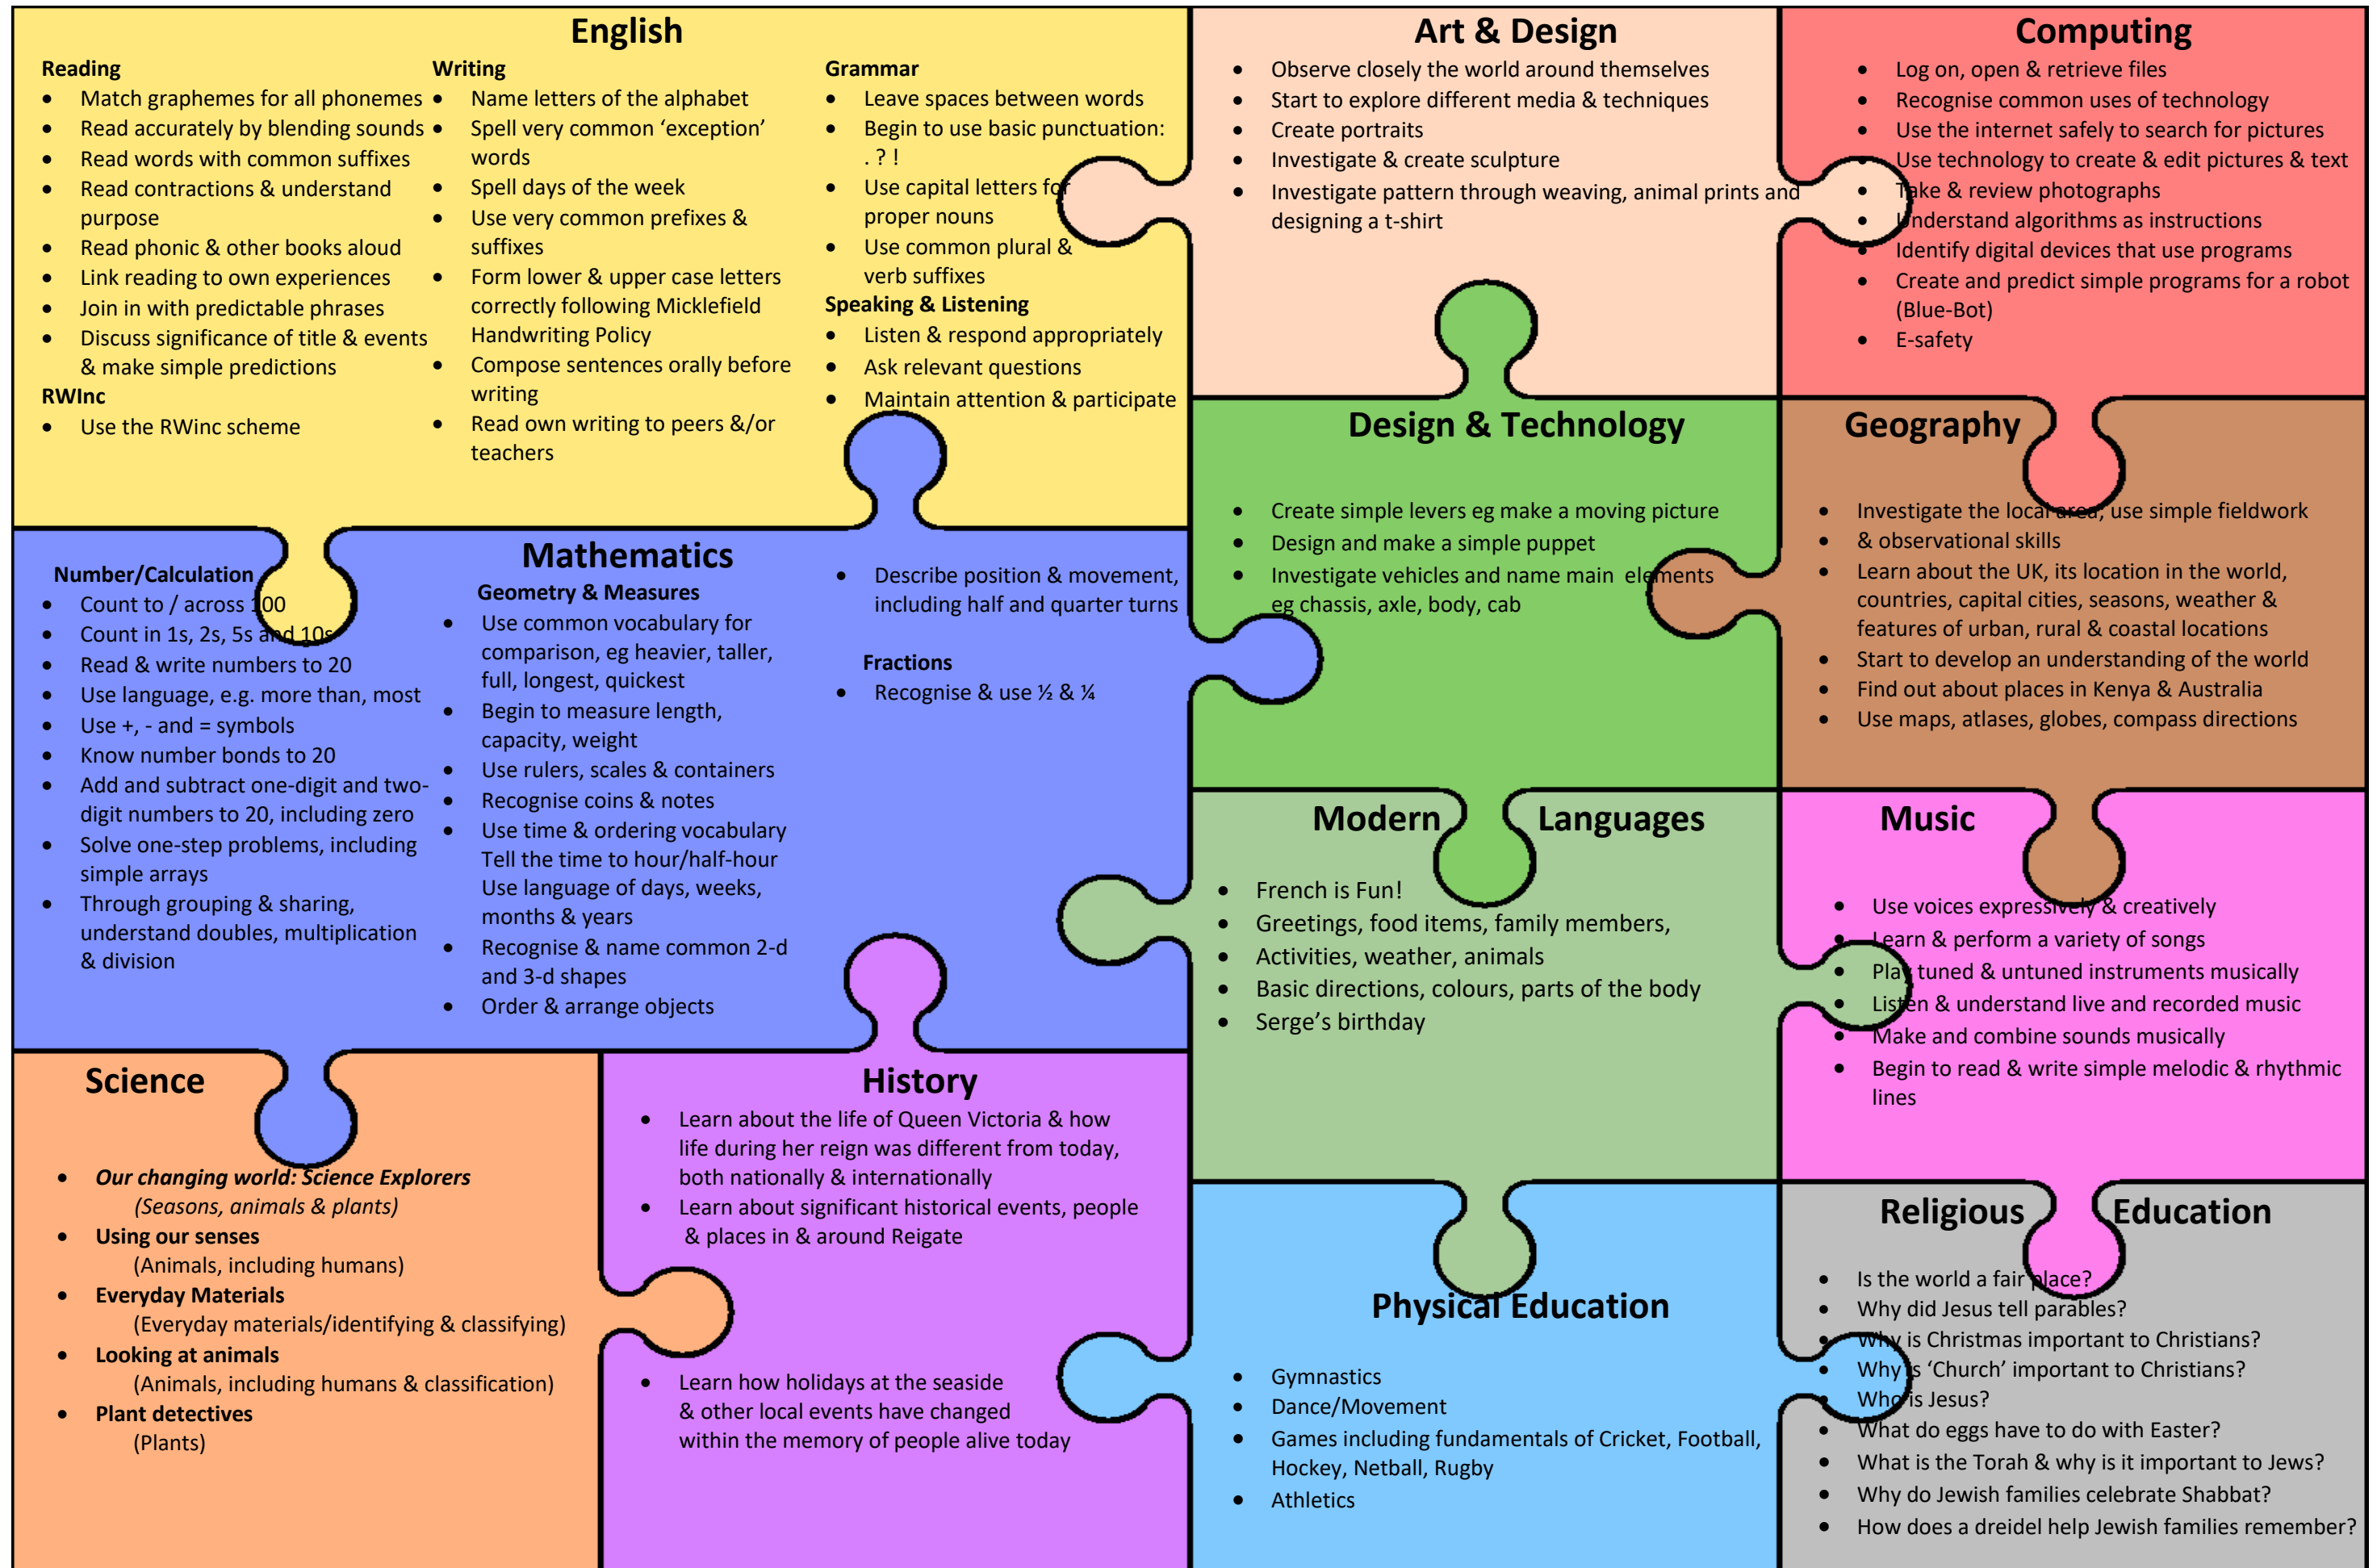 English
Reading
• Match graphemes for all phonemes
• Read accurately by blending sounds
• Read words with common suffixes
• Read contractions & understand
purpose
• Read phonic & other books aloud
• Link reading to own experiences
• Join in with predictable phrases
• Discuss significance of title & events
& make simple predictions
RWInc
• Use the RWinc scheme
Writing
• Name letters of the alphabet
• Spell very common ‘exception’
words
• Spell days of the week
• Use very common prefixes &
suffixes
• Form lower & upper case letters
correctly following Micklefield
Handwriting Policy
• Compose sentences orally before
writing
• Read own writing to peers &/or
teachers
Grammar
• Leave spaces between words
• Begin to use basic punctuation:
. ? !
• Use capital letters for
proper nouns
• Use common plural &
verb suffixes
Speaking & Listening
• Listen & respond appropriately
• Ask relevant questions
• Maintain attention & participate
Art & Design
• Observe closely the world around themselves
• Start to explore different media & techniques
• Create portraits
• Investigate & create sculpture
• Investigate pattern through weaving, animal prints and
designing a t-shirt
Computing
• Log on, open & retrieve files
• Recognise common uses of technology
• Use the internet safely to search for pictures
• Use technology to create & edit pictures & text
• Take & review photographs
• Understand algorithms as instructions
• Identify digital devices that use programs
• Create and predict simple programs for a robot
(Blue-Bot)
• E-safety
Mathematics
Number/Calculation
• Count to / across 100
• Count in 1s, 2s, 5s and 10s
• Read & write numbers to 20
• Use language, e.g. more than, most
• Use +, - and = symbols
• Know number bonds to 20
• Add and subtract one-digit and two-
digit numbers to 20, including zero
• Solve one-step problems, including
simple arrays
• Through grouping & sharing,
understand doubles, multiplication
& division
Geometry & Measures
• Use common vocabulary for
comparison, eg heavier, taller,
full, longest, quickest
• Begin to measure length,
capacity, weight
• Use rulers, scales & containers
• Recognise coins & notes
• Use time & ordering vocabulary
Tell the time to hour/half-hour
Use language of days, weeks,
months & years
• Recognise & name common 2-d
and 3-d shapes
• Order & arrange objects
• Describe position & movement,
including half and quarter turns
Fractions
• Recognise & use ½ & ¼
Design & Technology
• Create simple levers eg make a moving picture
• Design and make a simple puppet
• Investigate vehicles and name main elements
eg chassis, axle, body, cab
Geography
• Investigate the local area, use simple fieldwork
• & observational skills
• Learn about the UK, its location in the world,
countries, capital cities, seasons, weather &
features of urban, rural & coastal locations
• Start to develop an understanding of the world
• Find out about places in Kenya & Australia
• Use maps, atlases, globes, compass directions
Modern Languages
• French is Fun!
• Greetings, food items, family members,
• Activities, weather, animals
• Basic directions, colours, parts of the body
• Serge’s birthday
Music
• Use voices expressively & creatively
• Learn & perform a variety of songs
• Play tuned & untuned instruments musically
• Listen & understand live and recorded music
• Make and combine sounds musically
• Begin to read & write simple melodic & rhythmic
lines
Science
• Our changing world: Science Explorers
(Seasons, animals & plants)
• Using our senses
(Animals, including humans)
• Everyday Materials
(Everyday materials/identifying & classifying)
• Looking at animals
(Animals, including humans & classification)
• Plant detectives
(Plants)
History
• Learn about the life of Queen Victoria & how
life during her reign was different from today,
both nationally & internationally
• Learn about significant historical events, people
& places in & around Reigate
• Learn how holidays at the seaside
& other local events have changed
within the memory of people alive today
Physical Education
• Gymnastics
• Dance/Movement
• Games including fundamentals of Cricket, Football,
Hockey, Netball, Rugby
• Athletics
Religious Education
• Is the world a fair place?
• Why did Jesus tell parables?
• Why is Christmas important to Christians?
• Why is ‘Church’ important to Christians?
• Who is Jesus?
• What do eggs have to do with Easter?
• What is the Torah & why is it important to Jews?
• Why do Jewish families celebrate Shabbat?
• How does a dreidel help Jewish families remember?